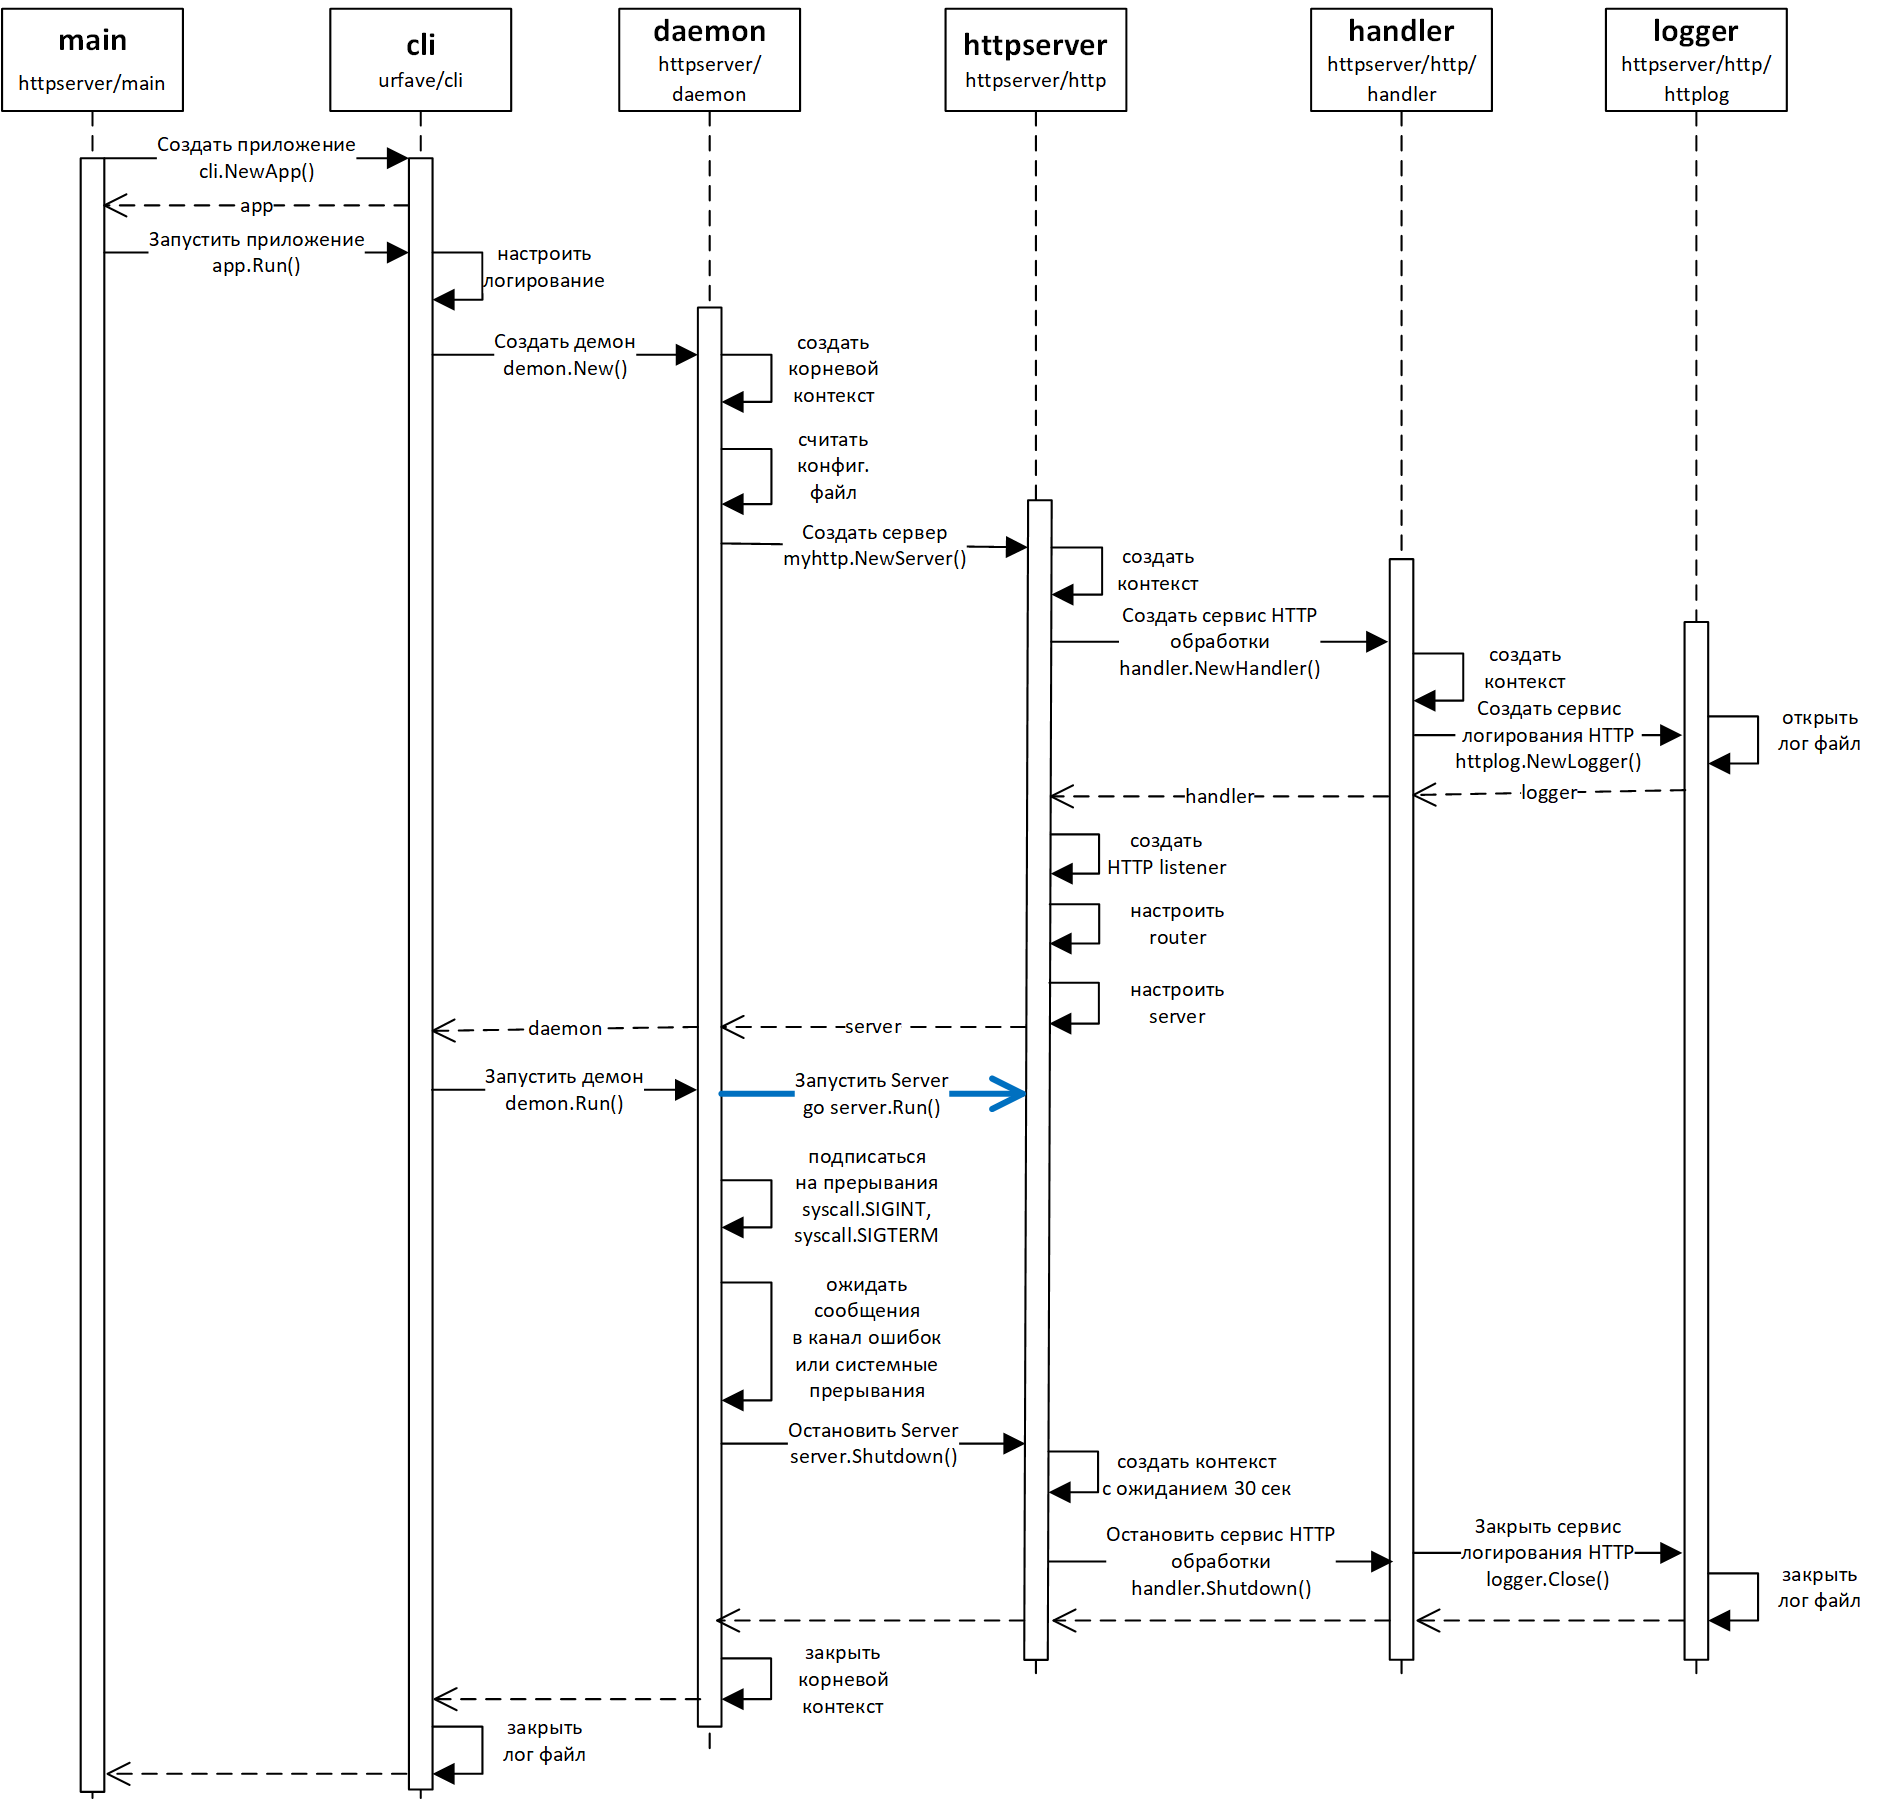 main
httpserver/main
cli
urfave/cli
daemon
httpserver/
daemon
httpserver
httpserver/http
handler
httpserver/http/
handler
logger
httpserver/http/
httplog
Создать приложение
cli.NewApp()
app
Запустить приложение
app.Run()
настроить
логирование
Создать демон
demon.New()
создать
корневой
контекст
считать
конфиг.
файл
Создать сервер
myhttp.NewServer()
создать
контекст
Создать сервис HTTP
обработки
handler.NewHandler()
создать
контекст
Создать сервис
логирования HTTP
httplog.NewLogger()
открыть
лог файл
logger
handler
создать
HTTP listener
настроить
router
настроить
server
server
daemon
Запустить демон
demon.Run()
Запустить Server
go server.Run()
подписаться
на прерывания
syscall.SIGINT,
syscall.SIGTERM
ожидать
сообщения
в канал ошибок
или системные
прерывания
Остановить Server
server.Shutdown()
создать контекст
с ожиданием 30 сек
Остановить сервис HTTP
обработки
handler.Shutdown()
Закрыть сервис
логирования HTTP
logger.Close()
закрыть
лог файл
закрыть
корневой
контекст
закрыть
лог файл